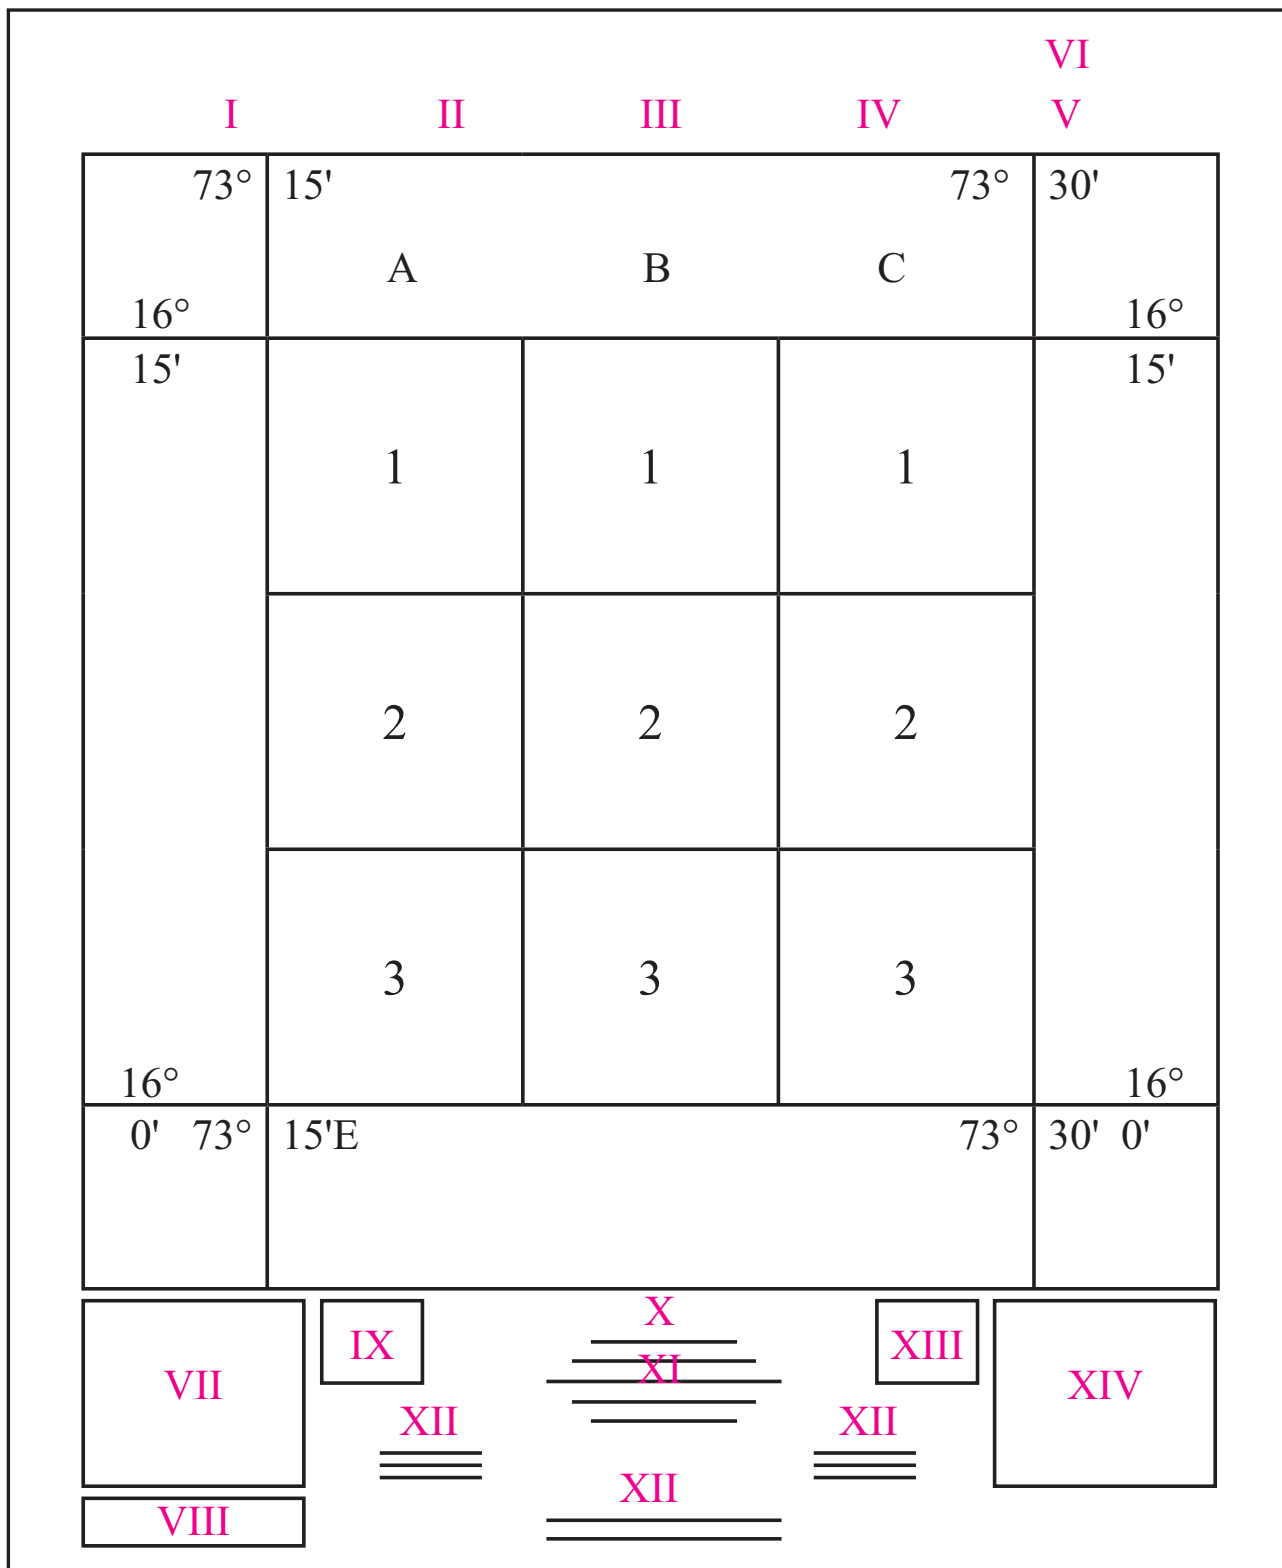 VI
I II III IV V
73° 15' 73° 30'
A B C
16° 16°
15' 15'
1 1 1
2 2 2
3 3 3
16° 16°
0' 73° 15'E 73° 30' 0'
X
IX XI XIII
VII XIV
XII XII
XII
VIII